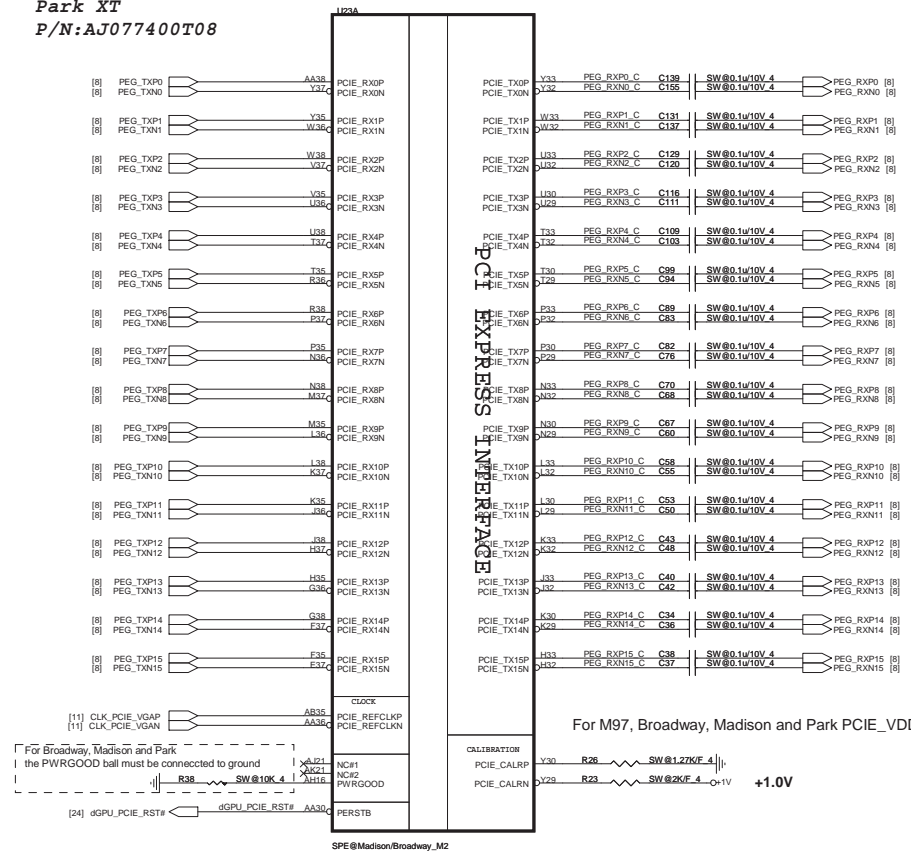 Park XT
P/N:AJ077400T08
U23A
[8] PEG_TXP0 AA38 PCIE_RX0P PCIE_TX0P Y33 PEG_RXP0_C C139 SW@0.1u/10V_4 PEG_RXP0 [8]
[8] PEG_TXN0 Y37 PCIE_RX0N PCIE_TX0N Y32 PEG_RXN0_C C155 PEG_RXN0 [8]
[8] PEG_TXP1 Y35 PCIE_RX1P PCIE_TX1P W33 PEG_RXP1_C C131 SW@0.1u/10V_4 PEG_RXP1 [8]
[8] PEG_TXN1 W36 PCIE_RX1N PCIE_TX1N W32 PEG_RXN1_C C137 SW@0.1u/10V_4 PEG_RXN1 [8]
[8] PEG_TXP2 W38 PCIE_RX2P PCIE_TX2P U33 PEG_RXP2_C C129 SW@0.1u/10V_4 PEG_RXP2 [8]
[8] PEG_TXN2 V37 PCIE_RX2N PCIE_TX2N U32 PEG_RXN2_C C120 SW@0.1u/10V_4 PEG_RXN2 [8]
[8] PEG_TXP3 V35 PCIE_RX3P PCIE_TX3P U30 PEG_RXP3_C C116 SW@0.1u/10V_4 PEG_RXP3 [8]
[8] PEG_TXN3 U36 PCIE_RX3N PCIE_TX3N U29 PEG_RXN3_C C111 SW@0.1u/10V_4 PEG_RXN3 [8]
[8] PEG_TXP4 U38 PCIE_RX4P PCIE_TX4P T33 PEG_RXP4_C C109 SW@0.1u/10V_4 PEG_RXP4 [8]
[8] PEG_TXN4 T37 PCIE_RX4N PCIE_TX4N T32 PEG_RXN4_C C103 SW@0.1u/10V_4 PEG_RXN4 [8]
[8] PEG_TXP5 T35 PCIE_RX5P PCIE_TX5P T30 PEG_RXP5_C C99 SW@0.1u/10V_4 PEG_RXP5 [8]
[8] PEG_TXN5 R36 PCIE_RX5N PCIE_TX5N T29 PEG_RXN5_C C94 SW@0.1u/10V_4 PEG_RXN5 [8]
[8] PEG_TXP6 R38 PCIE_RX6P PCIE_TX6P P33 PEG_RXP6_C C89 SW@0.1u/10V_4 PEG_RXP6 [8]
[8] PEG_TXN6 P37 PCIE_RX6N PCIE_TX6N P32 PEG_RXN6_C C83 SW@0.1u/10V_4 PEG_RXN6 [8]
[8] PEG_TXP7 P35 PCIE_RX7P PCIE_TX7P P30 PEG_RXP7_C C82 SW@0.1u/10V_4 PEG_RXP7 [8]
[8] PEG_TXN7 N36 PCIE_RX7N PCIE_TX7N P29 PEG_RXN7_C C76 SW@0.1u/10V_4 PEG_RXN7 [8]
[8] PEG_TXP8 N38 PCIE_RX8P PCIE_TX8P N33 PEG_RXP8_C C70 SW@0.1u/10V_4 PEG_RXP8 [8]
[8] PEG_TXN8 M37 PCIE_RX8N PCIE_TX8N N32 PEG_RXN8_C C68 SW@0.1u/10V_4 PEG_RXN8 [8]
[8] PEG_TXP9 M35 PCIE_RX9P PCIE_TX9P N30 PEG_RXP9_C C67 SW@0.1u/10V_4 PEG_RXP9 [8]
[8] PEG_TXN9 L36 PCIE_RX9N PCIE_TX9N N29 PEG_RXN9_C C60 SW@0.1u/10V_4 PEG_RXN9 [8]
[8] PEG_TXP10 L38 PCIE_RX10P PCIE_TX10P L33 PEG_RXP10_C C58 SW@0.1u/10V_4 PEG_RXP10 [8]
[8] PEG_TXN10 K37 PCIE_RX10N PCIE_TX10N L32 PEG_RXN10_C C55 SW@0.1u/10V_4 PEG_RXN10 [8]
[8] PEG_TXP11 K35 PCIE_RX11P PCIE_TX11P L30 PEG_RXP11_C C53 SW@0.1u/10V_4 PEG_RXP11 [8]
[8] PEG_TXN11 J36 PCIE_RX11N PCIE_TX11N L29 PEG_RXN11_C C50 SW@0.1u/10V_4 PEG_RXN11 [8]
[8] PEG_TXP12 J38 PCIE_RX12P PCIE_TX12P K33 PEG_RXP12_C C43 SW@0.1u/10V_4 PEG_RXP12 [8]
[8] PEG_TXN12 H37 PCIE_RX12N PCIE_TX12N K32 PEG_RXN12_C C48 SW@0.1u/10V_4 PEG_RXN12 [8]
[8] PEG_TXP13 H35 PCIE_RX13P PCIE_TX13P J33 PEG_RXP13_C C40 SW@0.1u/10V_4 PEG_RXP13 [8]
[8] PEG_TXN13 G36 PCIE_RX13N PCIE_TX13N J32 PEG_RXN13_C C42 SW@0.1u/10V_4 PEG_RXN13 [8]
[8] PEG_TXP14 G38 PCIE_RX14P PCIE_TX14P K30 PEG_RXP14_C C34 SW@0.1u/10V_4 PEG_RXP14 [8]
[8] PEG_TXN14 F37 PCIE_RX14N PCIE_TX14N K29 PEG_RXN14_C C36 SW@0.1u/10V_4 PEG_RXN14 [8]
[8] PEG_TXP15 F35 PCIE_RX15P PCIE_TX15P H33 PEG_RXP15_C C38 SW@0.1u/10V_4 PEG_RXP15 [8]
[8] PEG_TXN15 E37 PCIE_RX15N PCIE_TX15N H32 PEG_RXN15_C C37 SW@0.1u/10V_4 PEG_RXN15 [8]
PCI EXPRESS INTERFACE
CLOCK
[11] CLK_PCIE_VGAP AB35 PCIE_REFCLKP
[11] CLK_PCIE_VGAN AA36 PCIE_REFCLKN
For M97, Broadway, Madison and Park PCIE_VDD
For Broadway, Madison and Park
the PWRGOOD ball must be conneccted to ground
CALIBRATION
AJ21 NC#1 PCIE_CALRP Y30 R26 SW@1.27K/F_4
AK21 NC#2
R38 SW@10K_4 AH16 PWRGOOD PCIE_CALRN Y29 R23 SW@2K/F_4 +1V +1.0V
[24] dGPU_PCIE_RST# dGPU_PCIE_RST# AA30 PERSTB
SPE@Madison/Broadway_M2